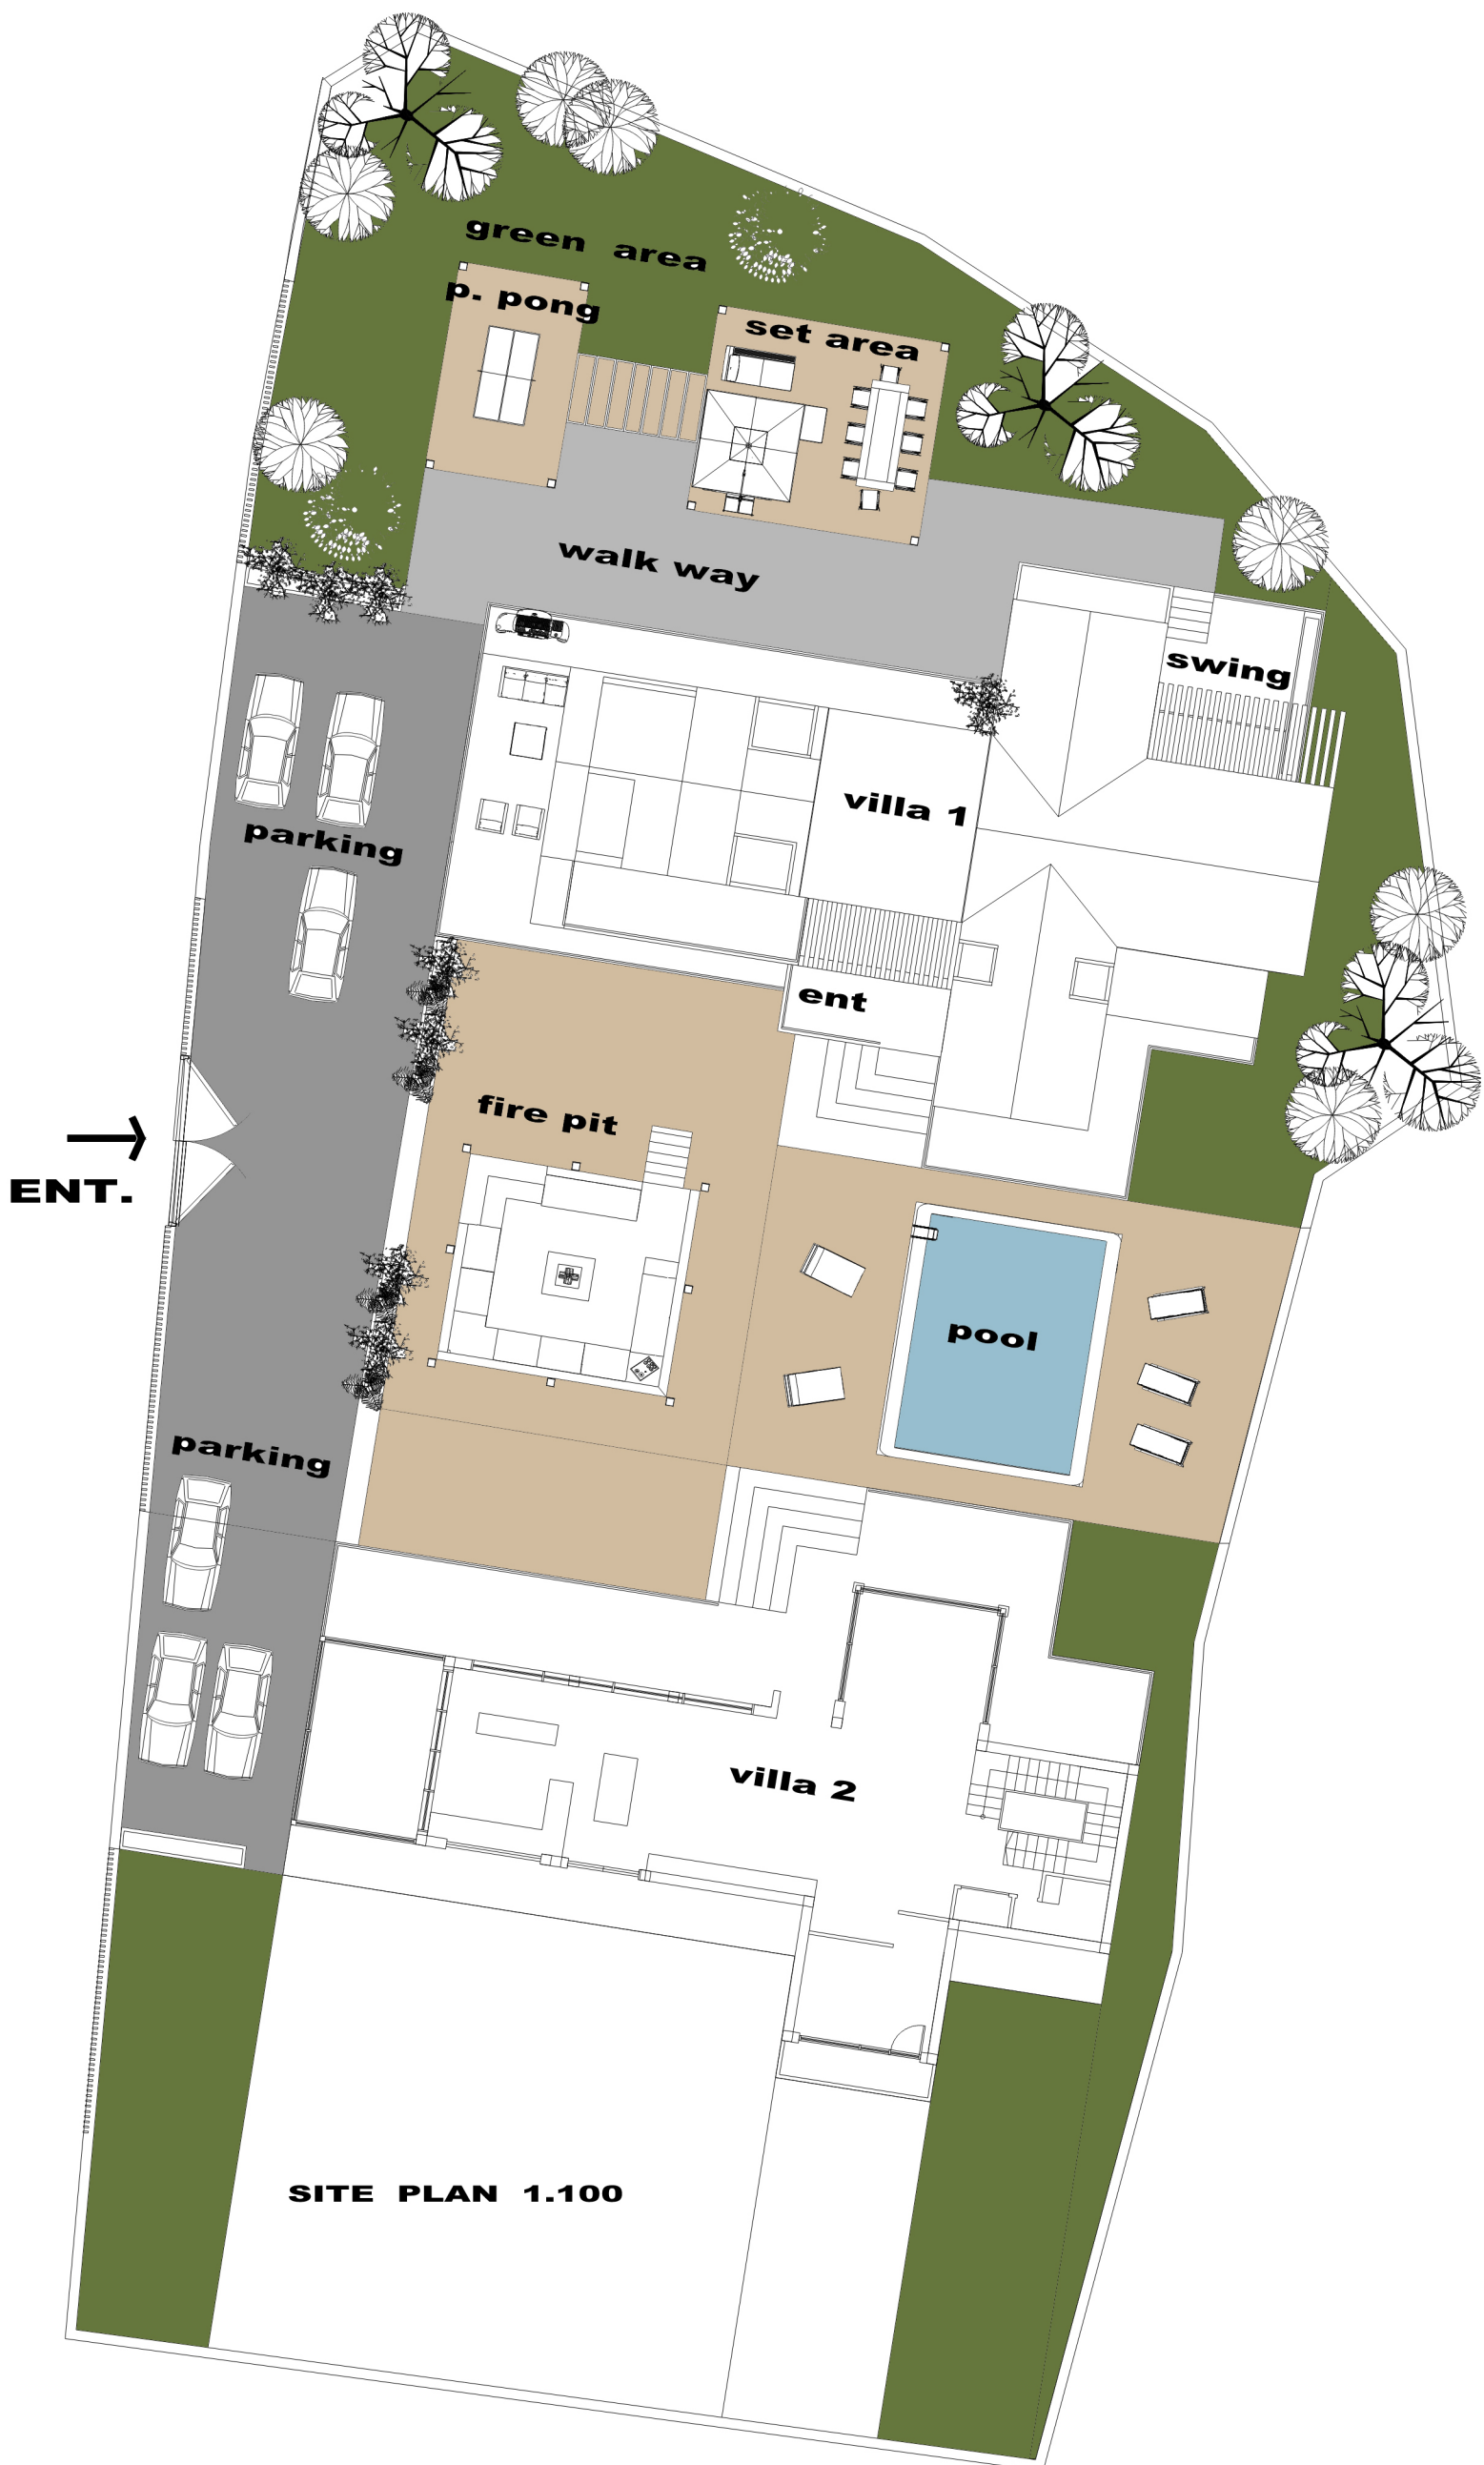 green area
p. pong
set area
walk way
swing
villa 1
parking
ent
fire pit
ENT.
pool
parking
villa 2
SITE PLAN 1.100